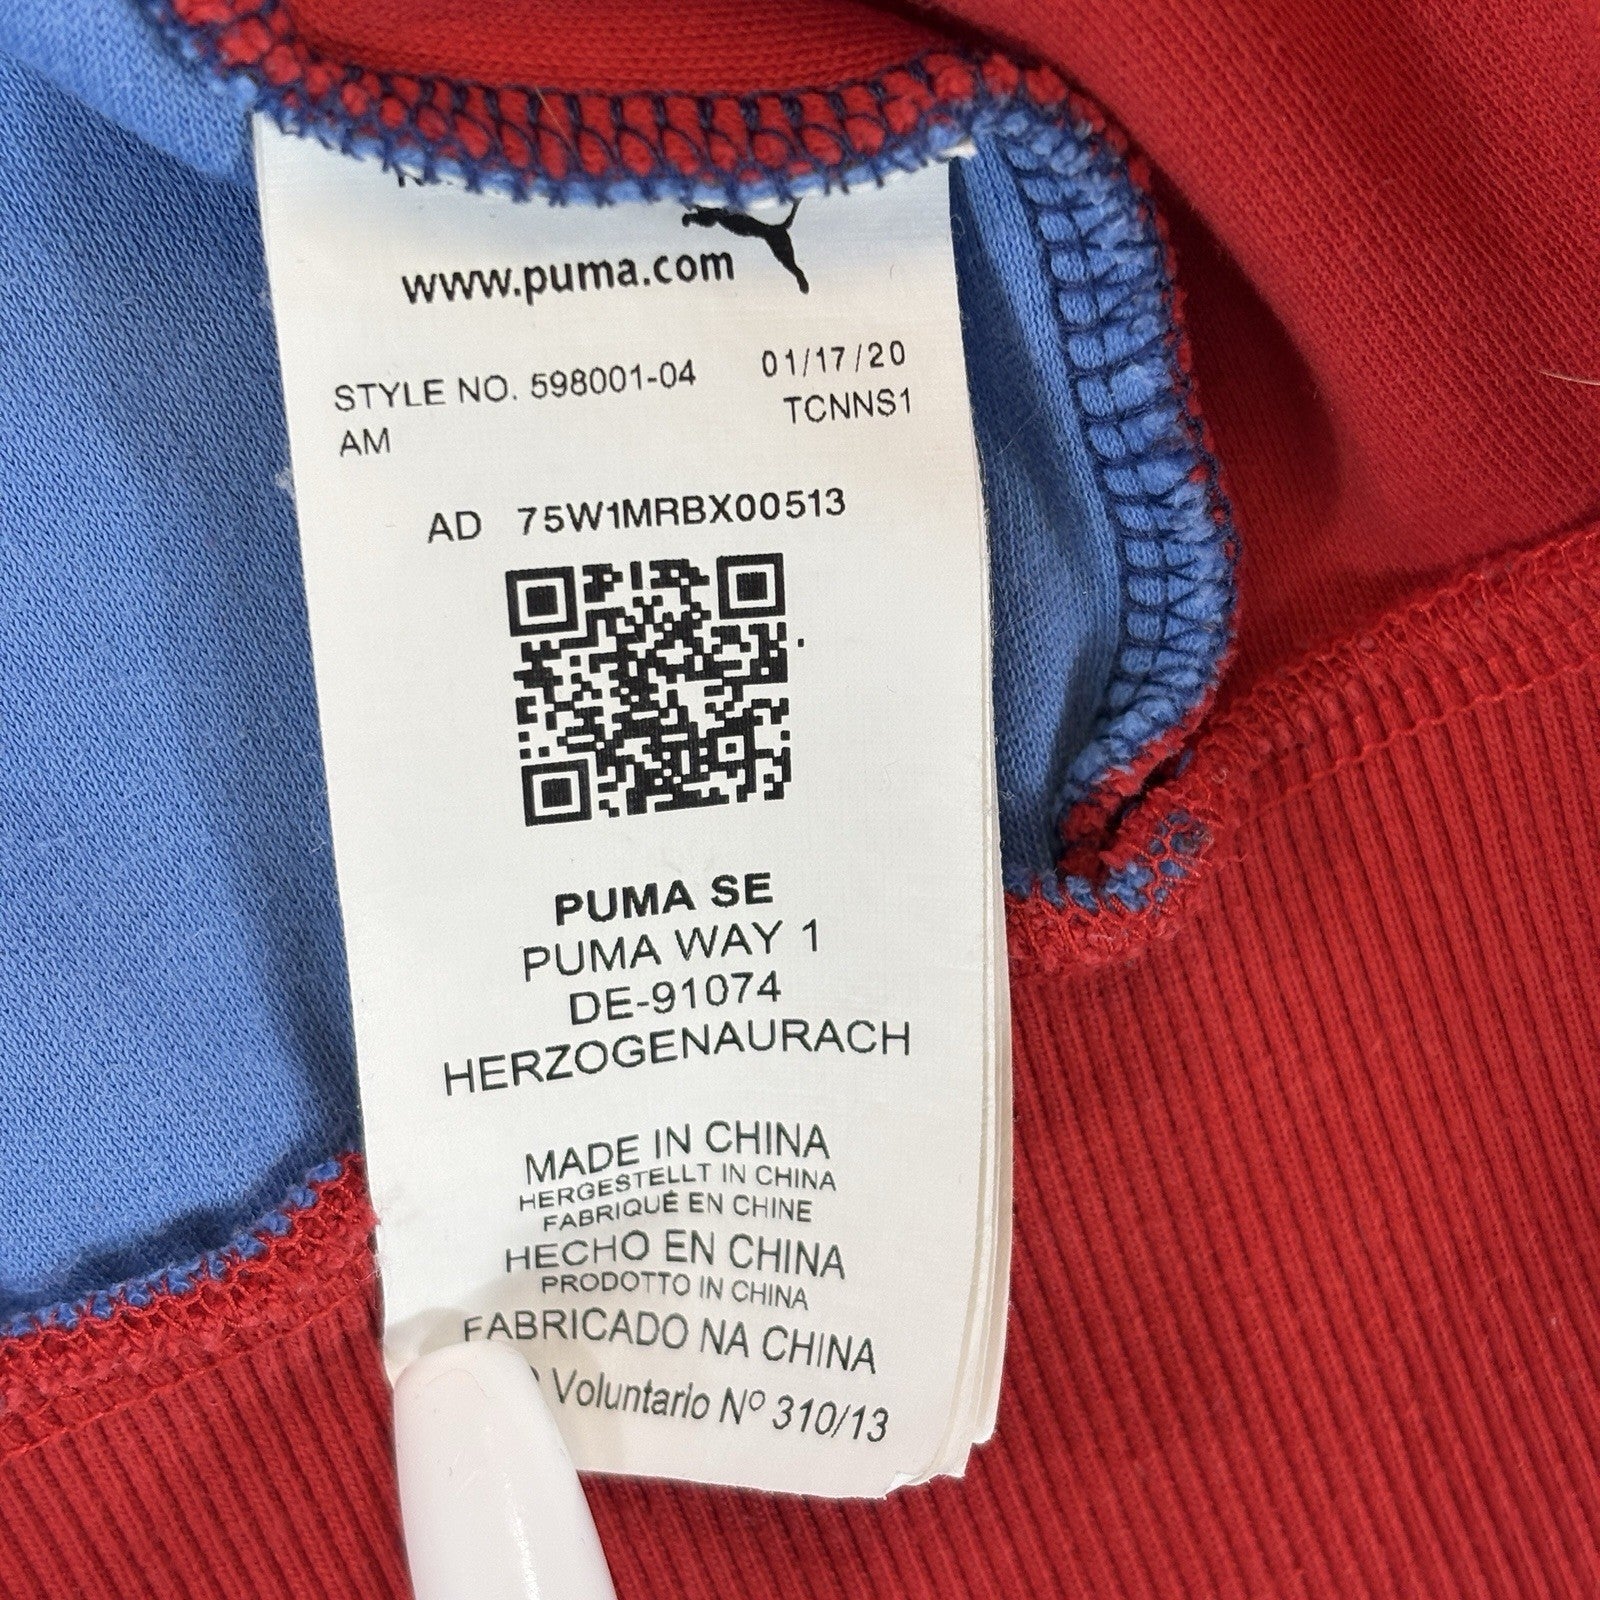 www.puma.com
STYLE NO. 598001-04 01/17/20
AM TCNNS1
AD 75W1MRBX00513
PUMA SE
PUMA WAY 1
DE-91074
HERZOGENAURACH
MADE IN CHINA
HERGESTELLT IN CHINA
FABRIQUÉ EN CHINE
HECHO EN CHINA
PRODOTTO IN CHINA
FABRICADO NA CHINA
Voluntario Nº 310/13